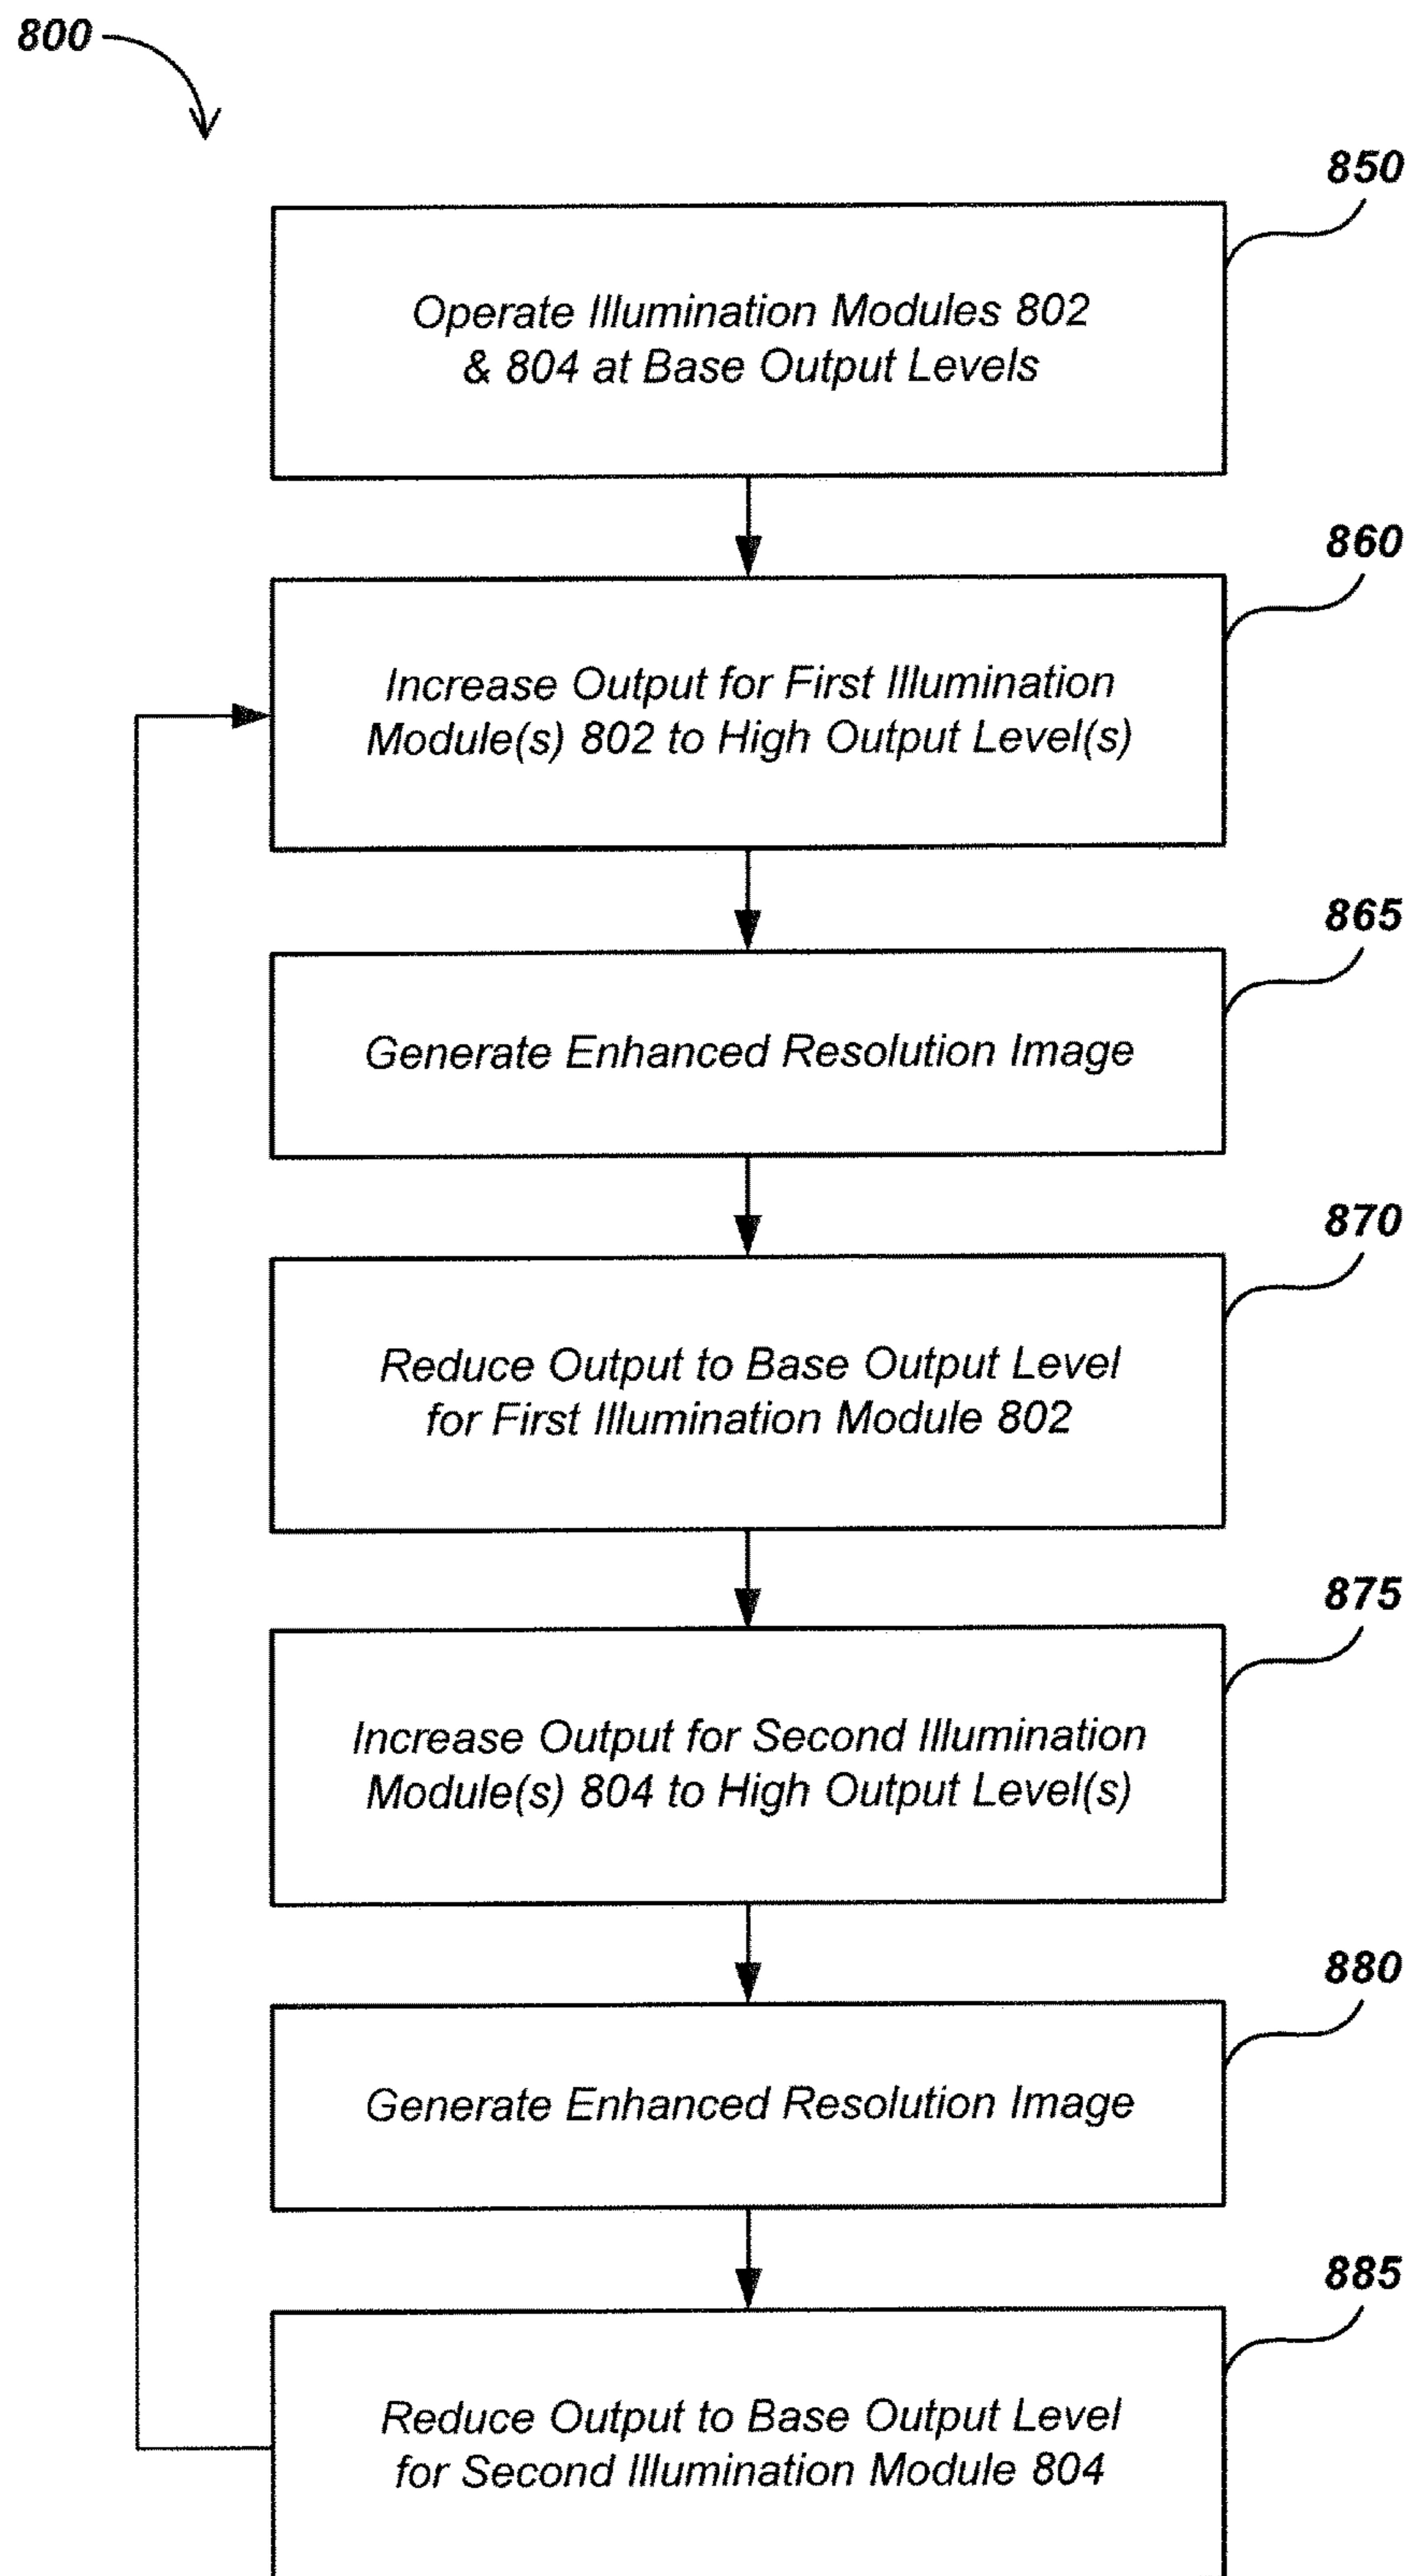 800
850
Operate Illumination Modules 802
& 804 at Base Output Levels
860
Increase Output for First Illumination
Module(s) 802 to High Output Level(s)
865
Generate Enhanced Resolution Image
870
Reduce Output to Base Output Level
for First Illumination Module 802
875
Increase Output for Second Illumination
Module(s) 804 to High Output Level(s)
880
Generate Enhanced Resolution Image
885
Reduce Output to Base Output Level
for Second Illumination Module 804